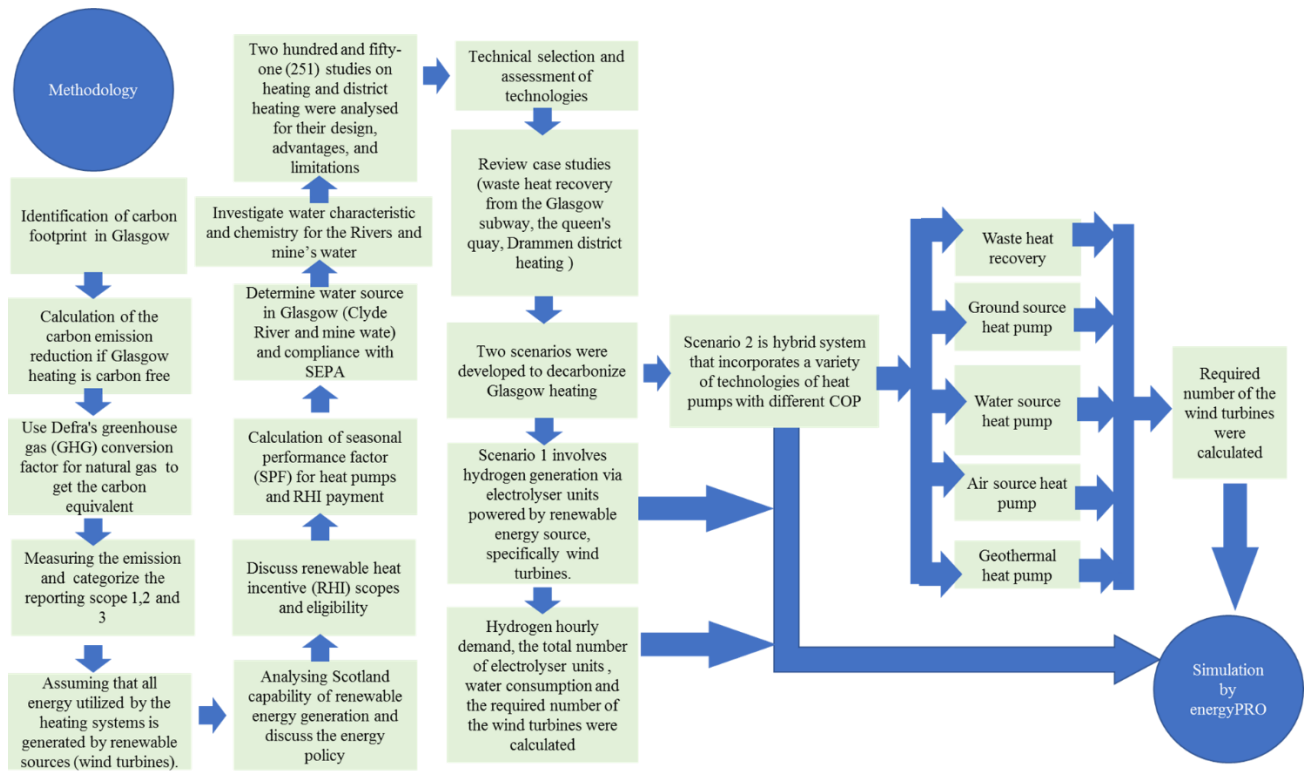 Methodology
Identification of carbon
footprint in Glasgow
Calculation of the
carbon emission
reduction if Glasgow
heating is carbon free
Use Defra's greenhouse
gas (GHG) conversion
factor for natural gas to
get the carbon
equivalent
Measuring the emission
and categorize the
reporting scope 1,2 and
3
Assuming that all
energy utilized by the
heating systems is
generated by renewable
sources (wind turbines).
Analysing Scotland
capability of renewable
energy generation and
discuss the energy
policy
Discuss renewable heat
incentive (RHI) scopes
and eligibility
Calculation of seasonal
performance factor
(SPF) for heat pumps
and RHI payment
Determine water source
in Glasgow (Clyde
River and mine wate)
and compliance with
SEPA
Investigate water characteristic
and chemistry for the Rivers and
mine’s water
Two hundred and fifty-
one (251) studies on
heating and district
heating were analysed
for their design,
advantages, and
limitations
Technical selection and
assessment of
technologies
Review case studies
(waste heat recovery
from the Glasgow
subway, the queen's
quay, Drammen district
heating )
Two scenarios were
developed to decarbonize
Glasgow heating
Scenario 1 involves
hydrogen generation via
electrolyser units
powered by renewable
energy source,
specifically wind
turbines.
Hydrogen hourly
demand, the total number
of electrolyser units ,
water consumption and
the required number of
the wind turbines were
calculated
Scenario 2 is hybrid system
that incorporates a variety
of technologies of heat
pumps with different COP
Waste heat
recovery
Ground source
heat pump
Water source
heat pump
Air source heat
pump
Geothermal
heat pump
Required
number of the
wind turbines
were
calculated
Simulation
by
energyPRO